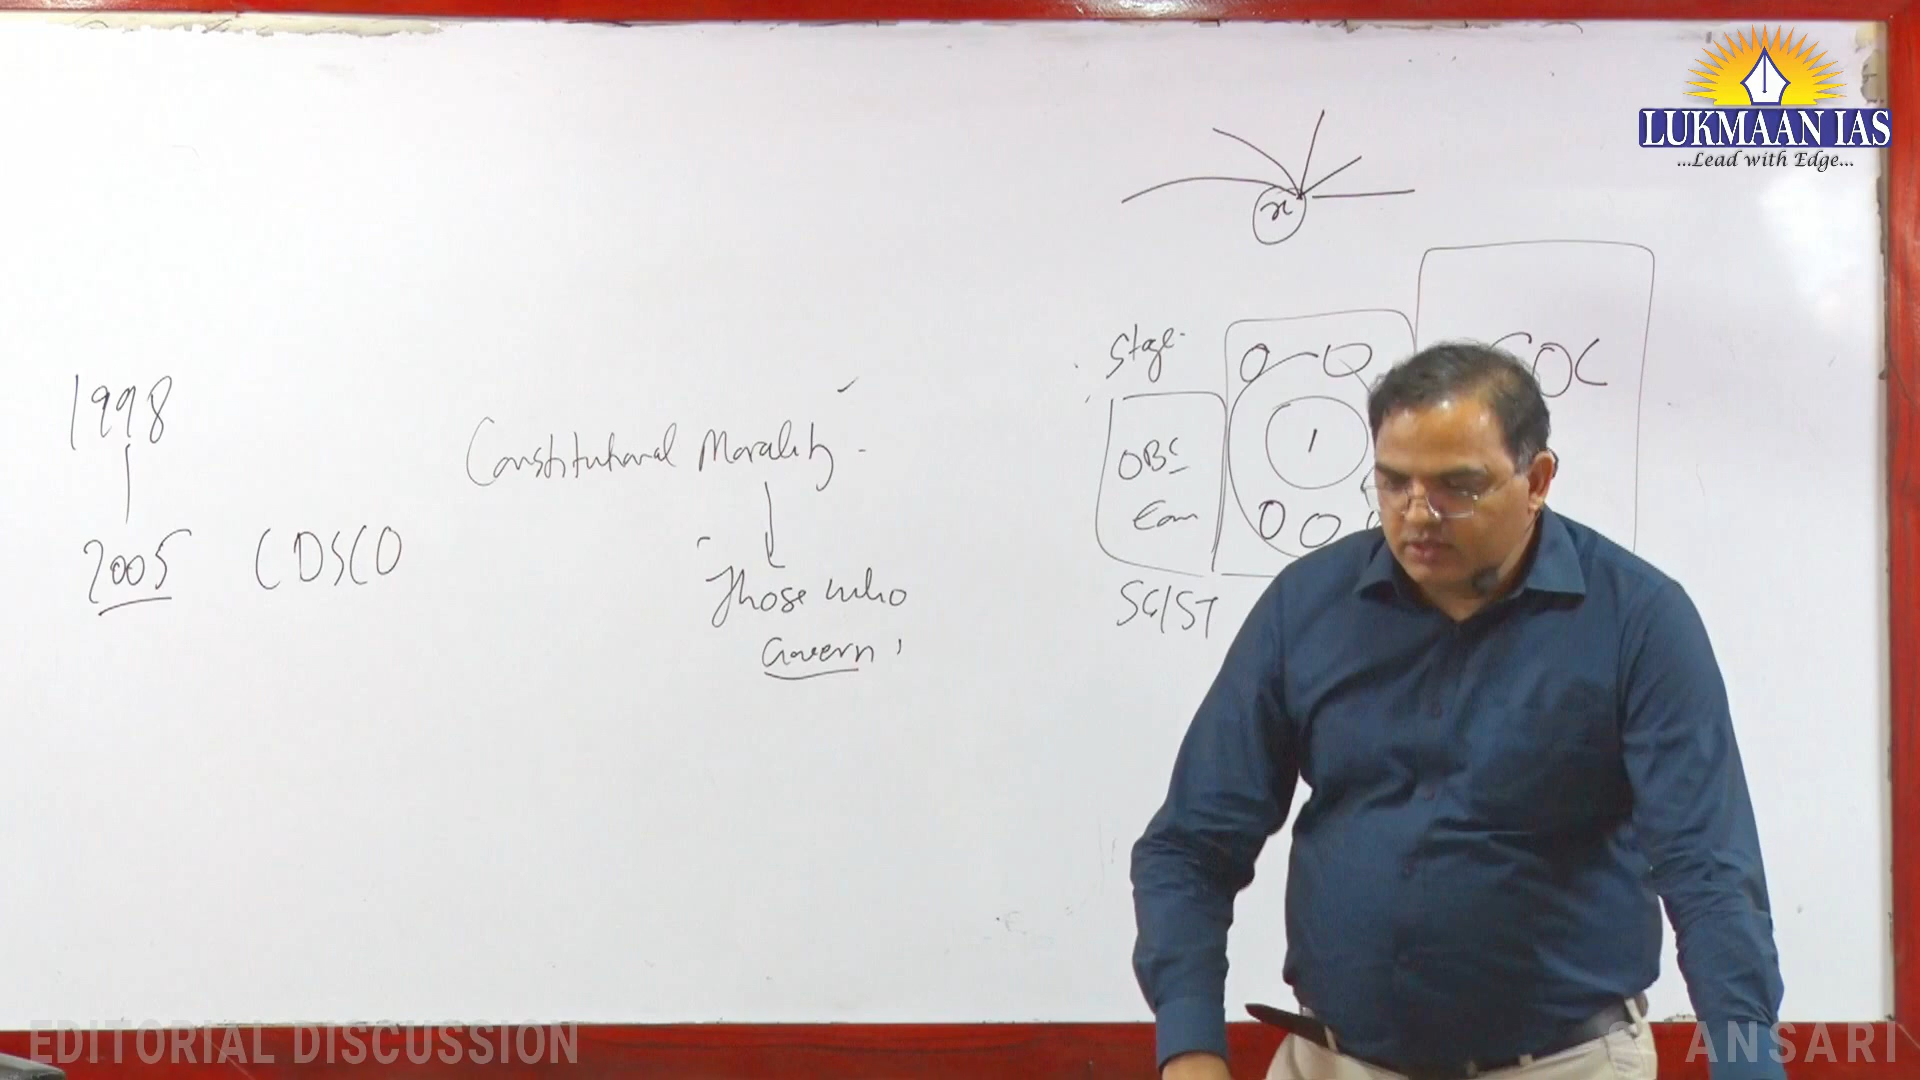 LUKMAAN IAS
...Lead with Edge...
x
Stage
OBC
1
SC/ST
1998
2005
CDSCO
Constitutional Morality
Those who
Govern
EDITORIAL DISCUSSION
ANSARI